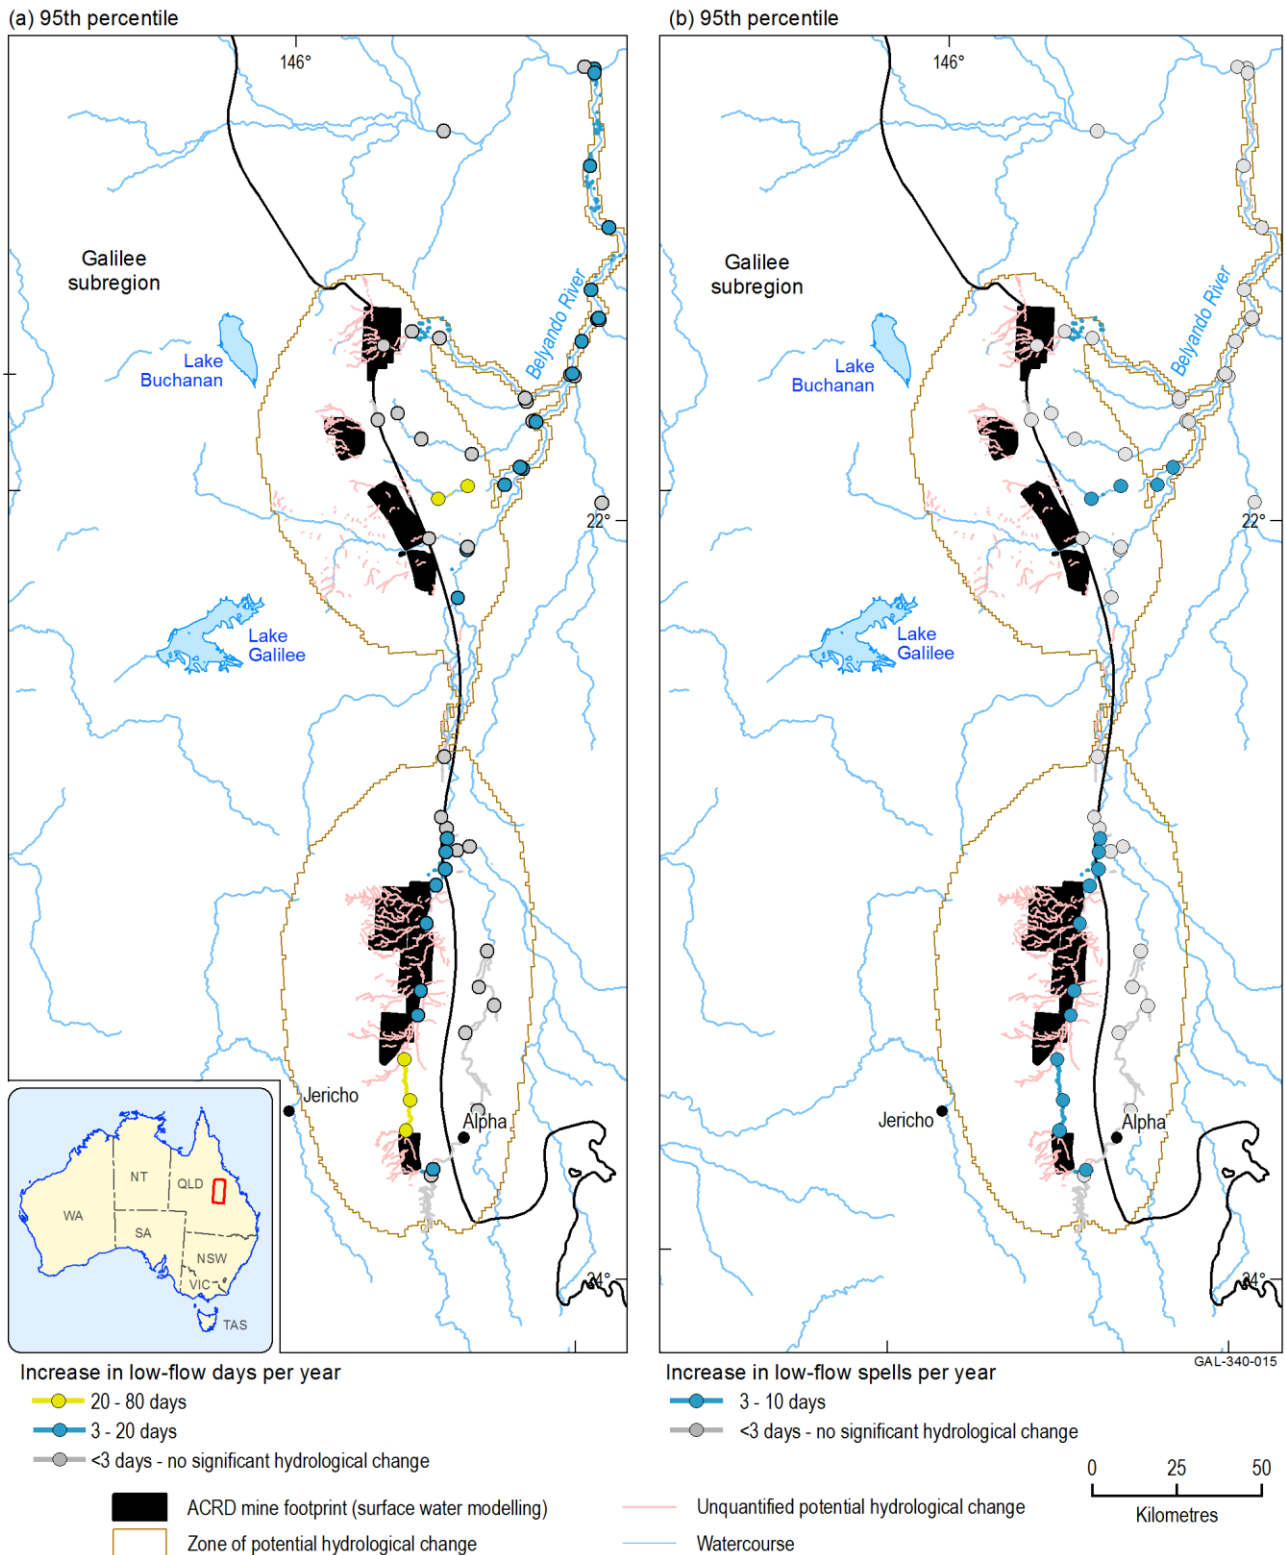 (a) 95th percentile
(b) 95th percentile
146°
146°
Galilee
subregion
Belyando River
Lake
Buchanan
22°
Lake
Galilee
Jericho
Alpha
24°
Galilee
subregion
Belyando River
Lake
Buchanan
22°
Lake
Galilee
Jericho
Alpha
24°
WA
NT
QLD
SA
NSW
VIC
TAS
GAL-340-015
Increase in low-flow days per year
20 - 80 days
3 - 20 days
<3 days - no significant hydrological change
Increase in low-flow spells per year
3 - 10 days
<3 days - no significant hydrological change
0 25 50
Kilometres
ACRD mine footprint (surface water modelling)
Zone of potential hydrological change
Unquantified potential hydrological change
Watercourse